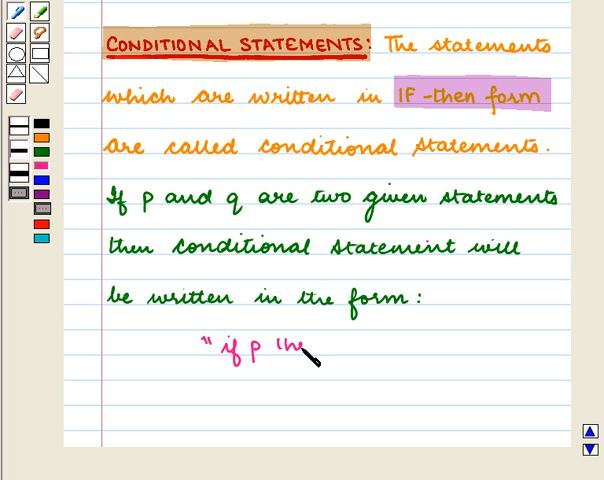 CONDITIONAL STATEMENTS: The statements
which are written in IF-then form
are called conditional statements.
If p and q are two given statements
then conditional statement will
be written in the form:
" if p the